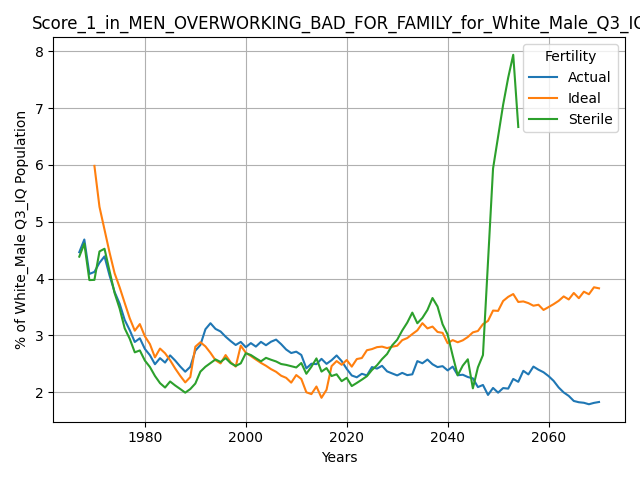 Score_1_in_MEN_OVERWORKING_BAD_FOR_FAMILY_for_White_Male_Q3_IQ
8
7
6
5
4
3
2
% of White_Male Q3_IQ Population
Fertility
Actual
Ideal
Sterile
1980
2000
2020
2040
2060
Years